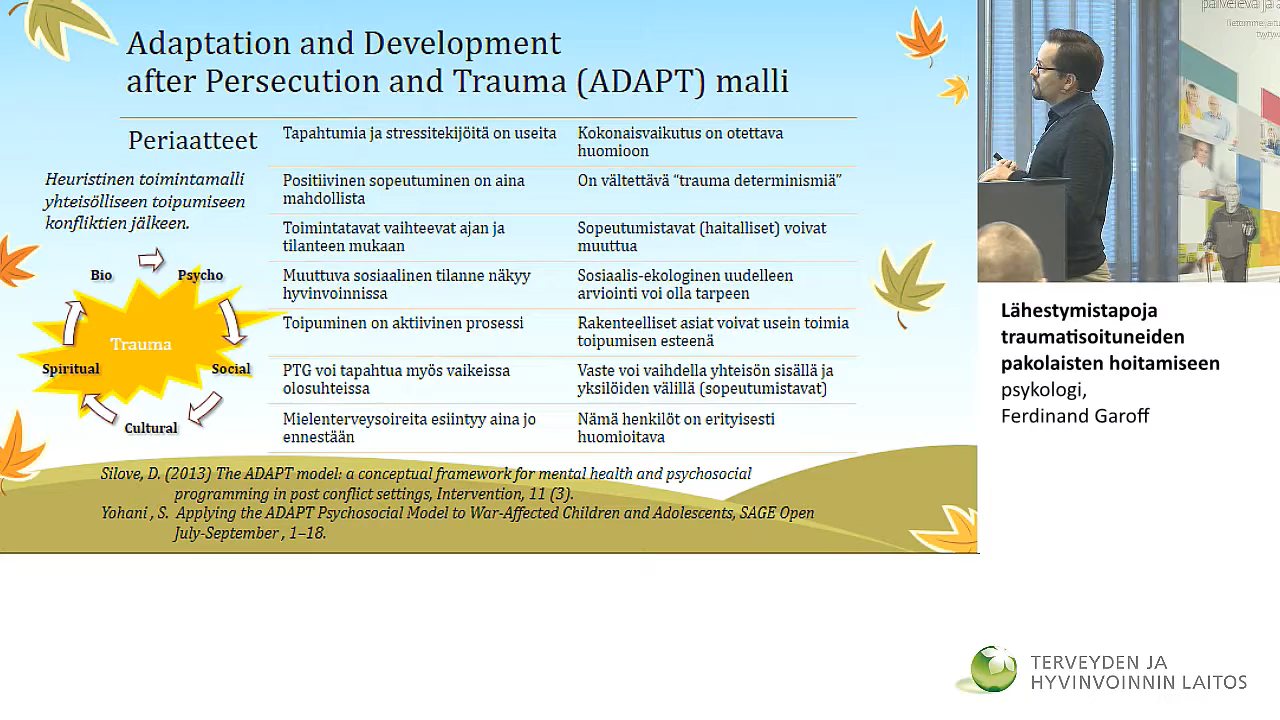 Adaptation and Development
after Persecution and Trauma (ADAPT) malli
Periaatteet
Heuristinen toimintamalli
yhteisölliseen toipumiseen
konfliktien jälkeen.
Bio
Psycho
Trauma
Spiritual
Social
Cultural
Tapahtumia ja stressitekijöitä on useita
Kokonaisvaikutus on otettava
huomioon
Positiivinen sopeutuminen on aina
mahdollista
On vältettävä “trauma determinismiä”
Toimintatavat vaihteevat ajan ja
tilanteen mukaan
Sopeutumistavat (haitalliset) voivat
muuttua
Muuttuva sosiaalinen tilanne näkyy
hyvinvoinnissa
Sosiaalis-ekologinen uudelleen
arviointi voi olla tarpeen
Toipuminen on aktiivinen prosessi
Rakenteelliset asiat voivat usein toimia
toipumisen esteenä
PTG voi tapahtua myös vaikeissa
olosuhteissa
Vaste voi vaihdella yhteisön sisällä ja
yksilöiden välillä (sopeutumistavat)
Mielenterveysoireita esiintyy aina jo
ennestään
Nämä henkilöt on erityisesti
huomioitava
Silove, D. (2013) The ADAPT model: a conceptual framework for mental health and psychosocial
programming in post conflict settings, Intervention, 11 (3).
Yohani , S. Applying the ADAPT Psychosocial Model to War-Affected Children and Adolescents, SAGE Open
July-September , 1–18.
palveleva ja
Lähestymistapoja
traumatisoituneiden
pakolaisten hoitamiseen
psykologi,
Ferdinand Garoff
TERVEYDEN JA
HYVINVOINNIN LAITOS